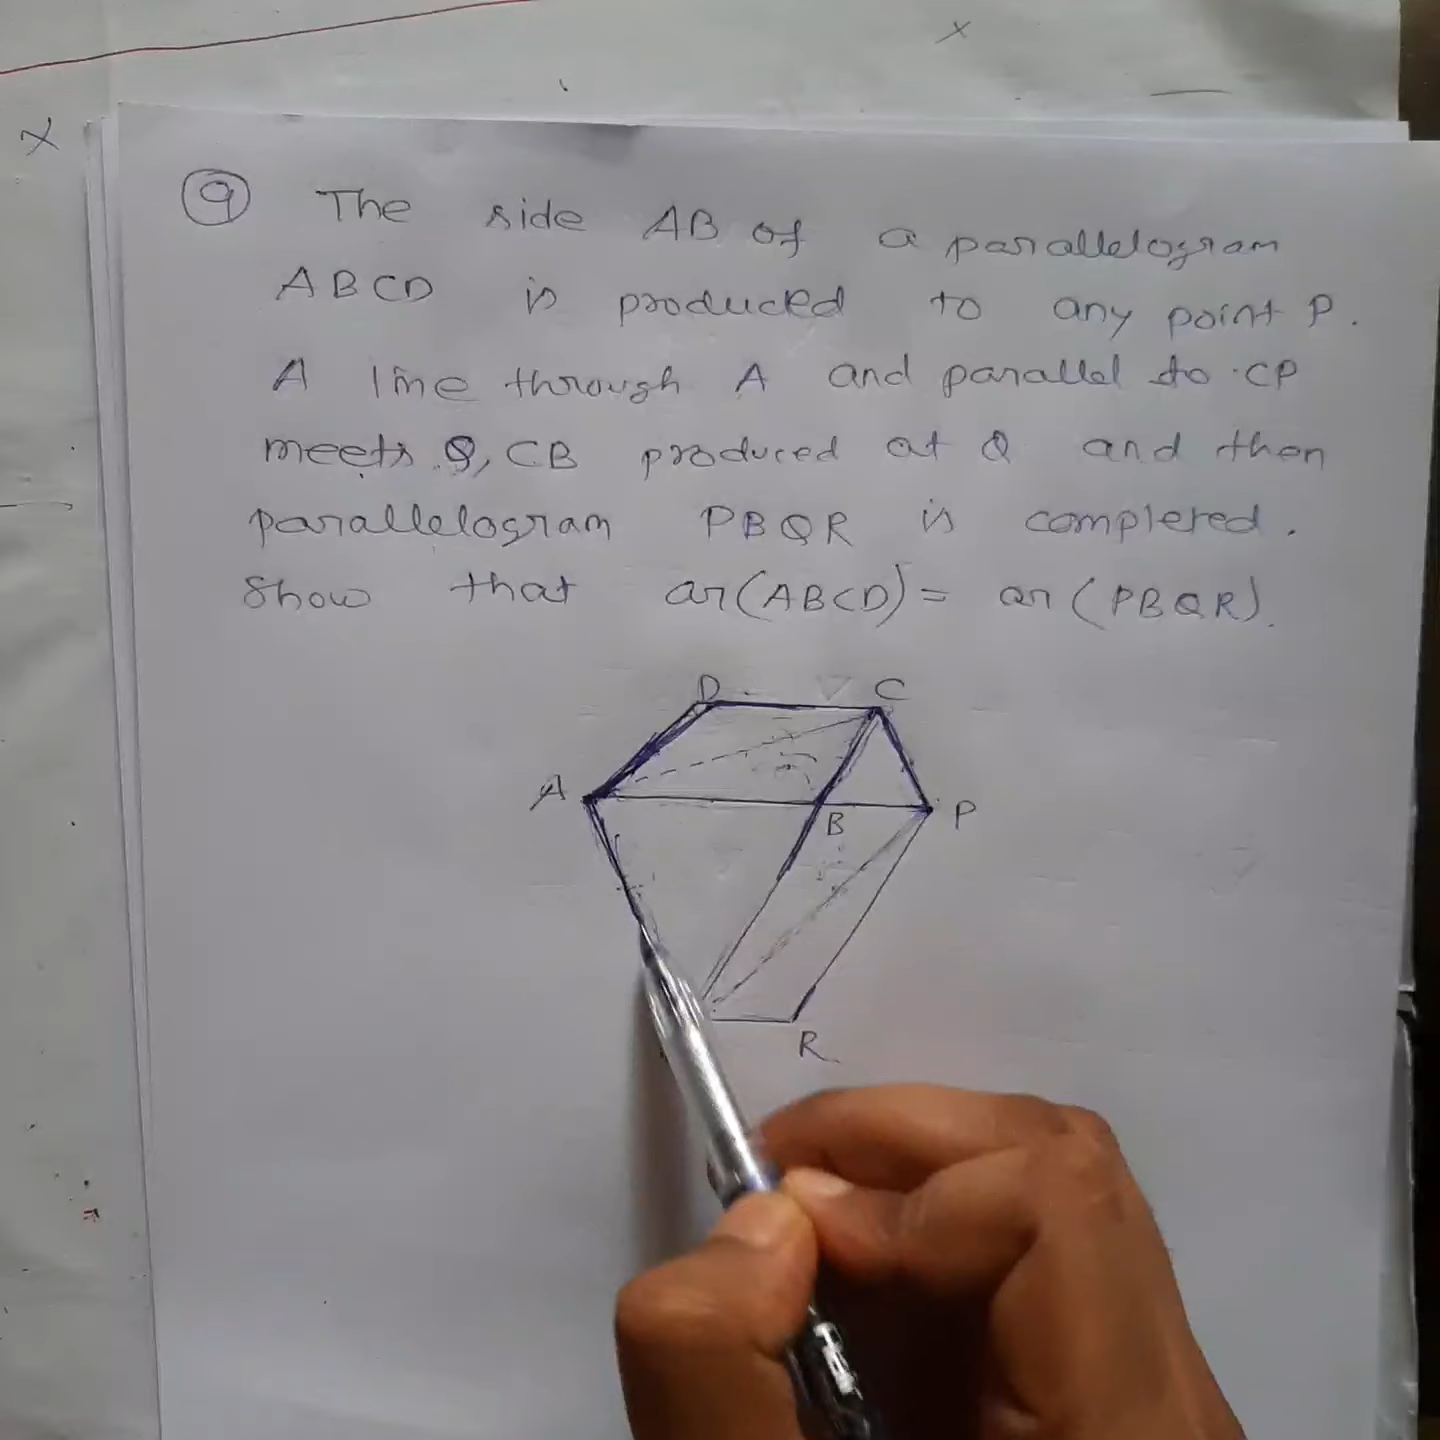 9 The side AB of a parallelogram
ABCD is produced to any point P.
A line through A and parallel to CP
meets Q, CB produced at Q and then
parallelogram PBQR is completed.
Show that ar(ABCD) = ar(PBQR).
D C
A B P
R